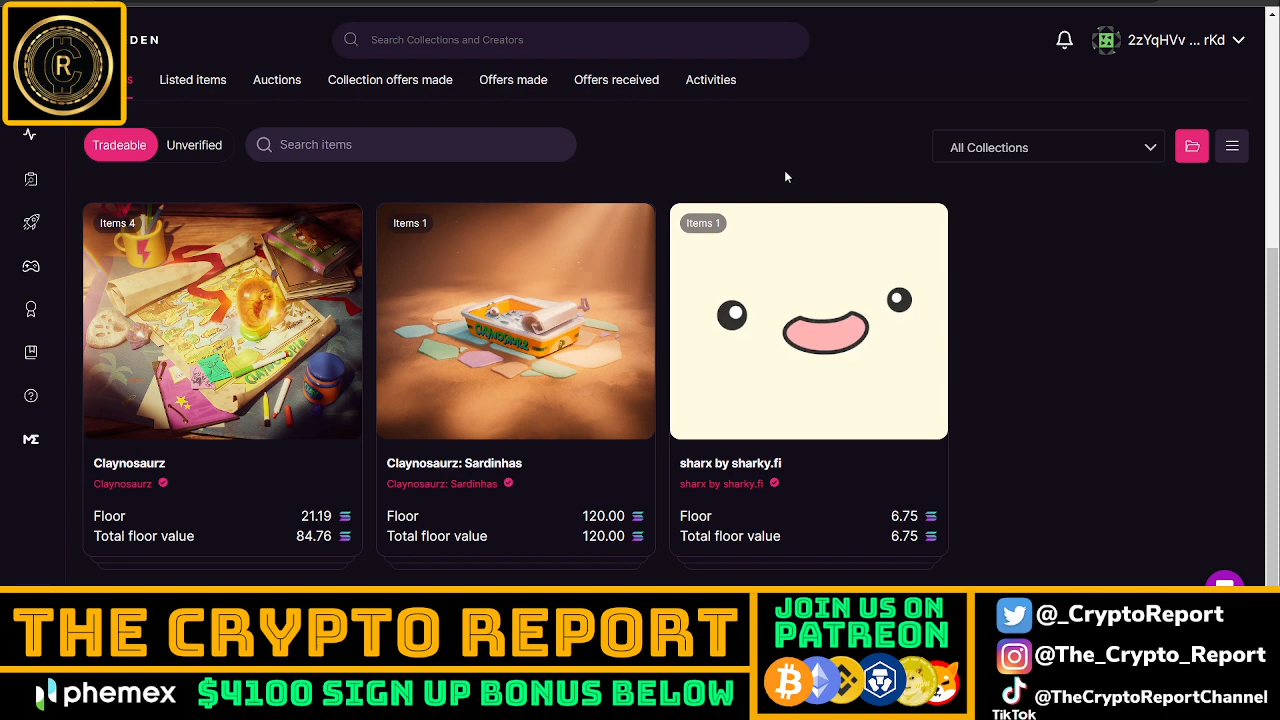 DEN
Search Collections and Creators
2zYqHVv ... rKd
Listed items
Auctions
Collection offers made
Offers made
Offers received
Activities
Tradeable
Unverified
Search items
All Collections
Items 4
Items 1
Items 1
CLAYNOSAURZ
Claynosaurz
Claynosaurz
Floor 21.19
Total floor value 84.76
Claynosaurz: Sardinhas
Claynosaurz: Sardinhas
Floor 120.00
Total floor value 120.00
sharx by sharky.fi
sharx by sharky.fi
Floor 6.75
Total floor value 6.75
THE CRYPTO REPORT
phemex $4100 SIGN UP BONUS BELOW
JOIN US ON
PATREON
@_CryptoReport
@The_Crypto_Report
@TheCryptoReportChannel
TikTok